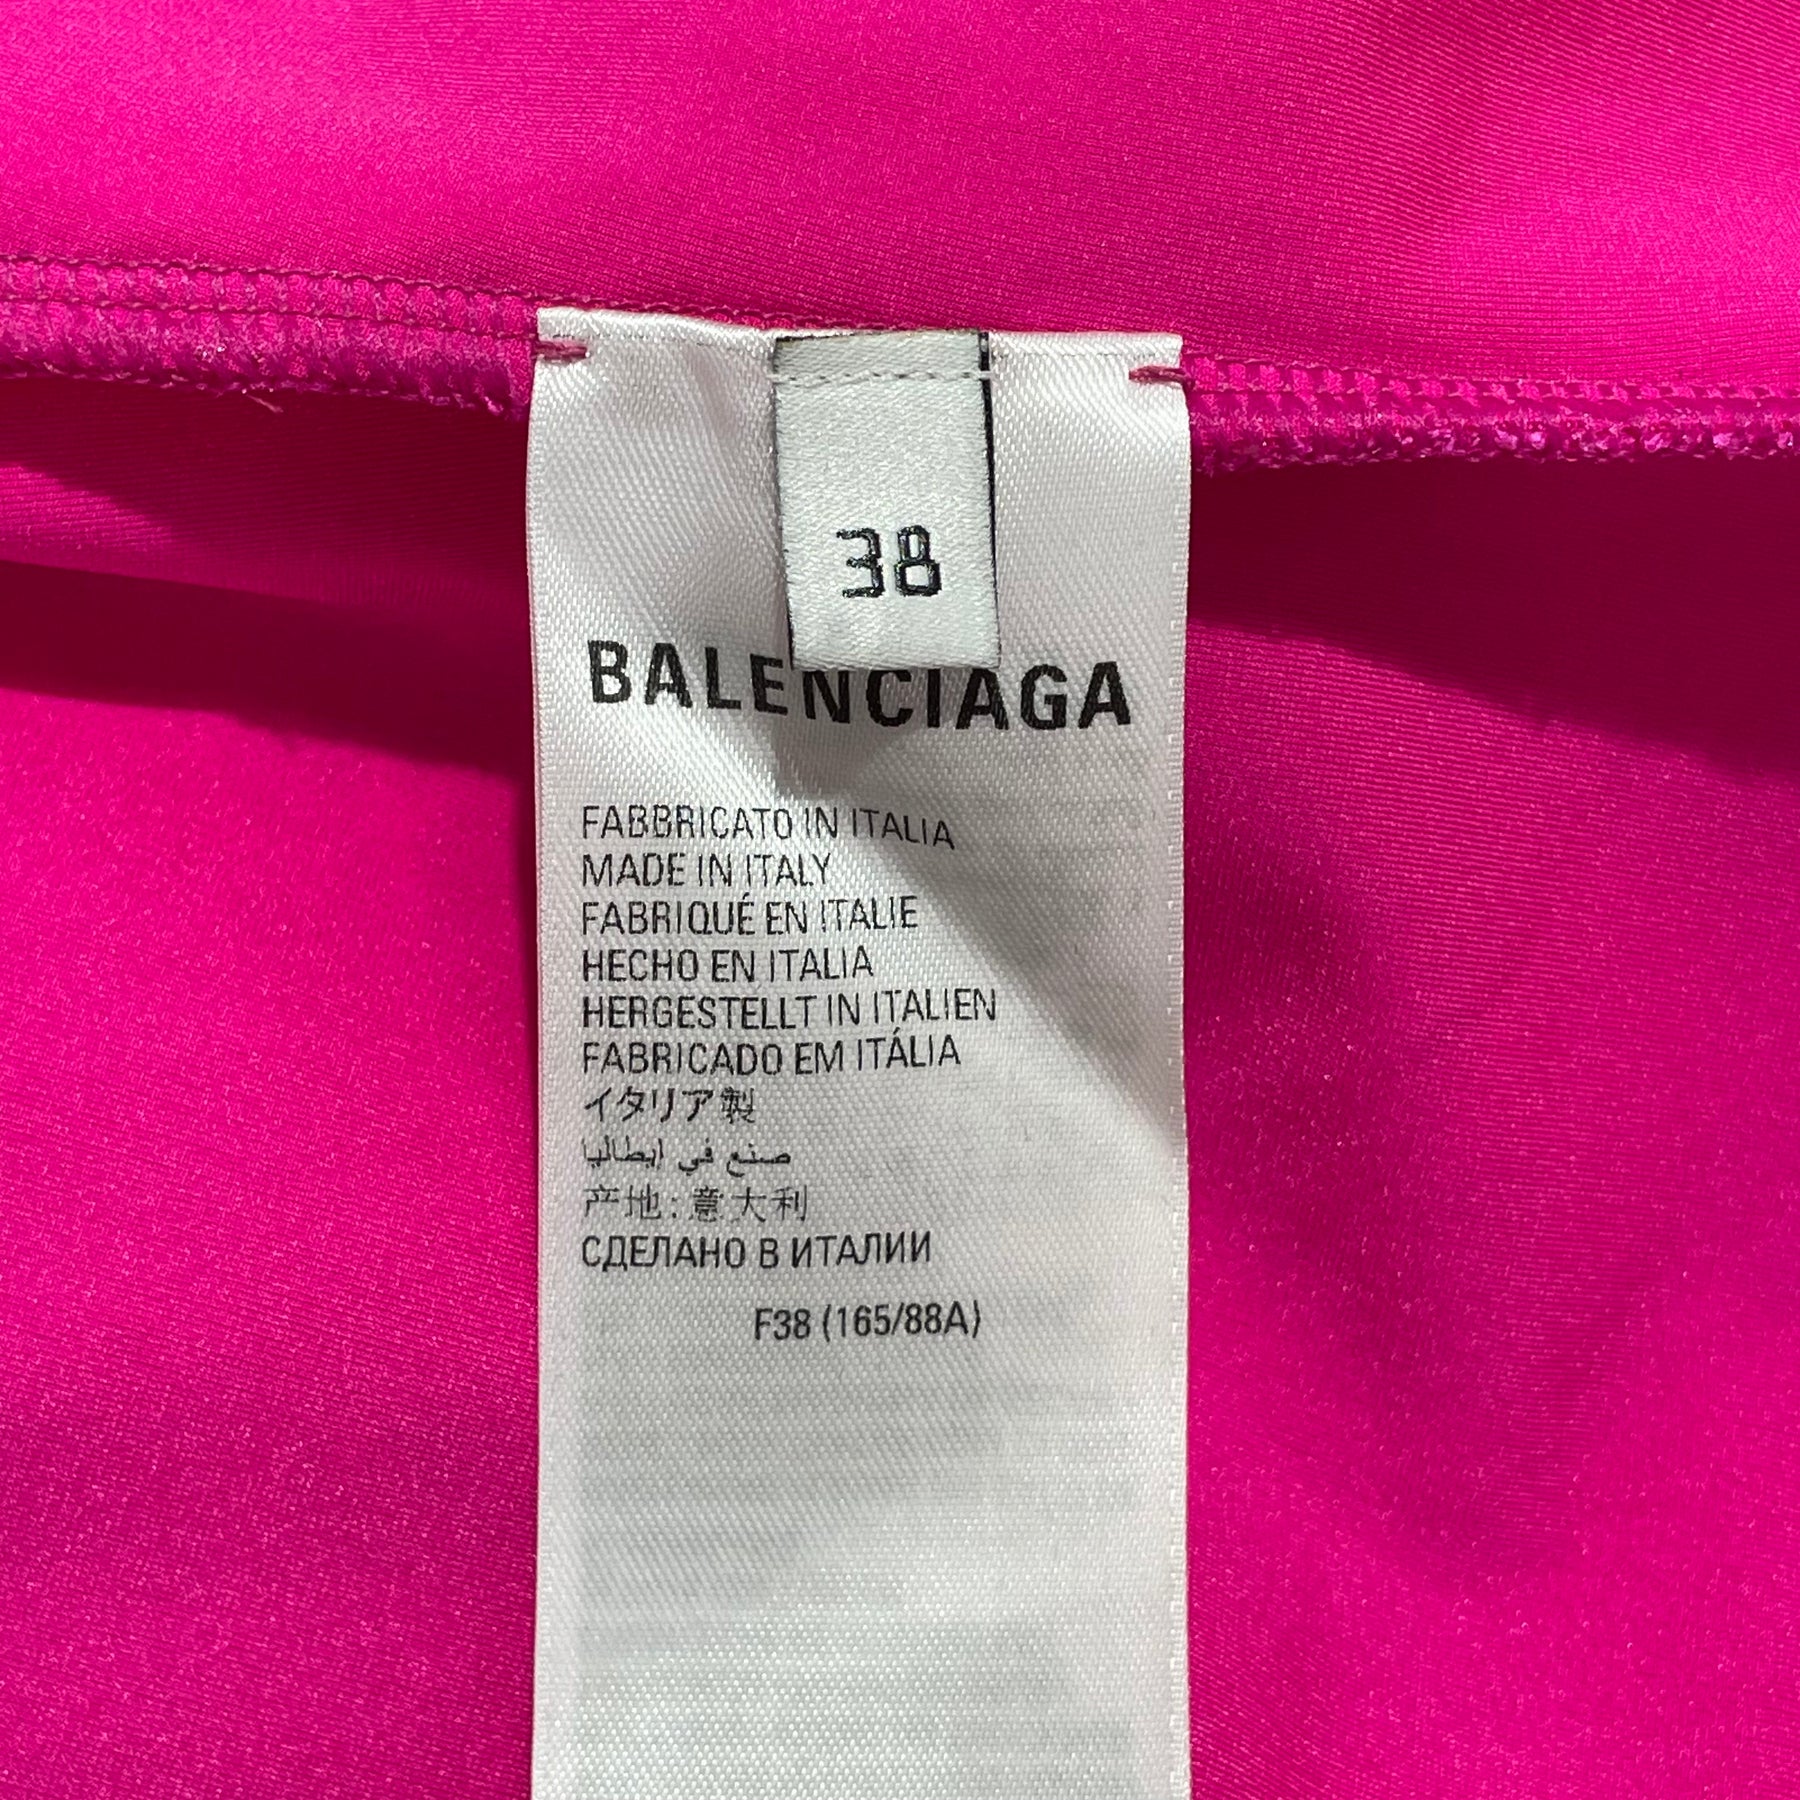 38
BALENCIAGA
FABBRICATO IN ITALIA
MADE IN ITALY
FABRIQUÉ EN ITALIE
HECHO EN ITALIA
HERGESTELLT IN ITALIEN
FABRICADO EM ITÁLIA
イタリア製
صنع في إيطاليا
产地:意大利
СДЕЛАНО В ИТАЛИИ
F38 (165/88A)